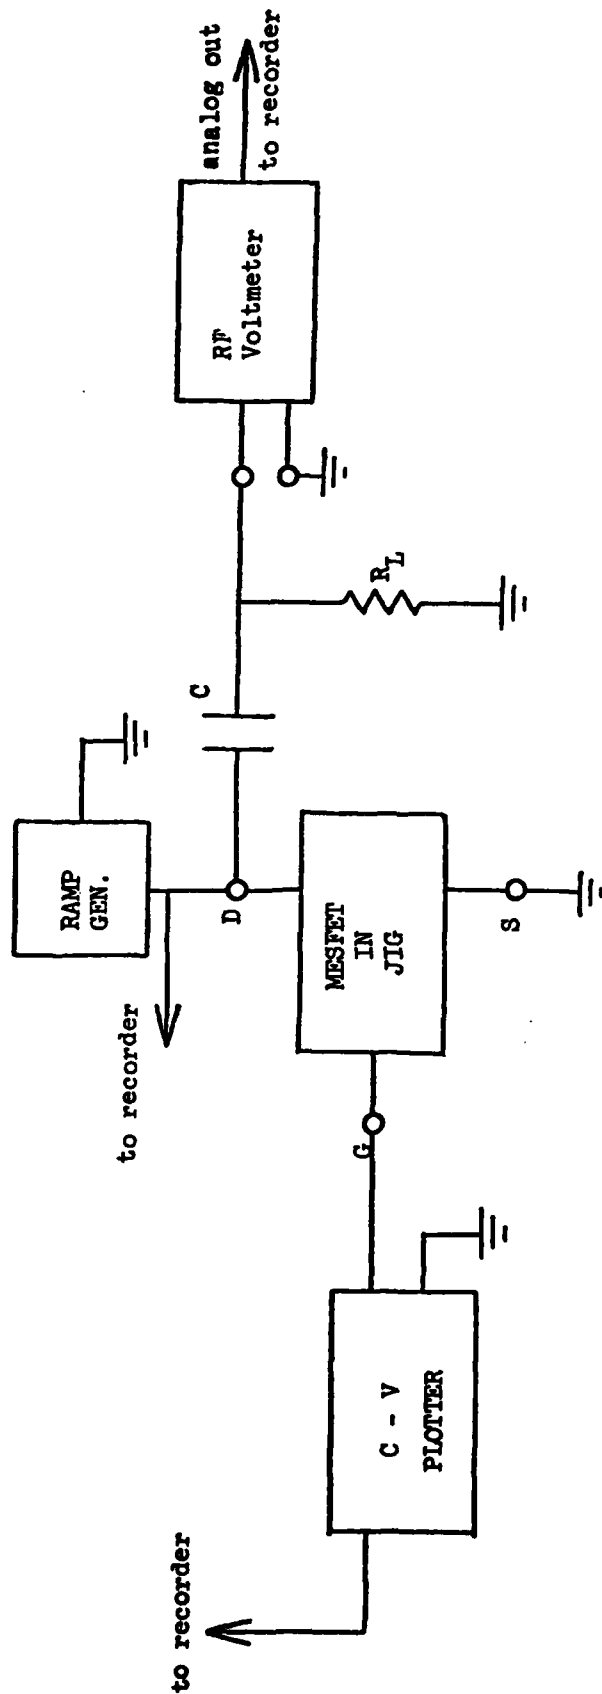 to recorder
C - V
PLOTTER
G
to recorder
RAMP
GEN.
D
MESFET
IN
JIG
S
C
R_L
RF
Voltmeter
analog out
to recorder